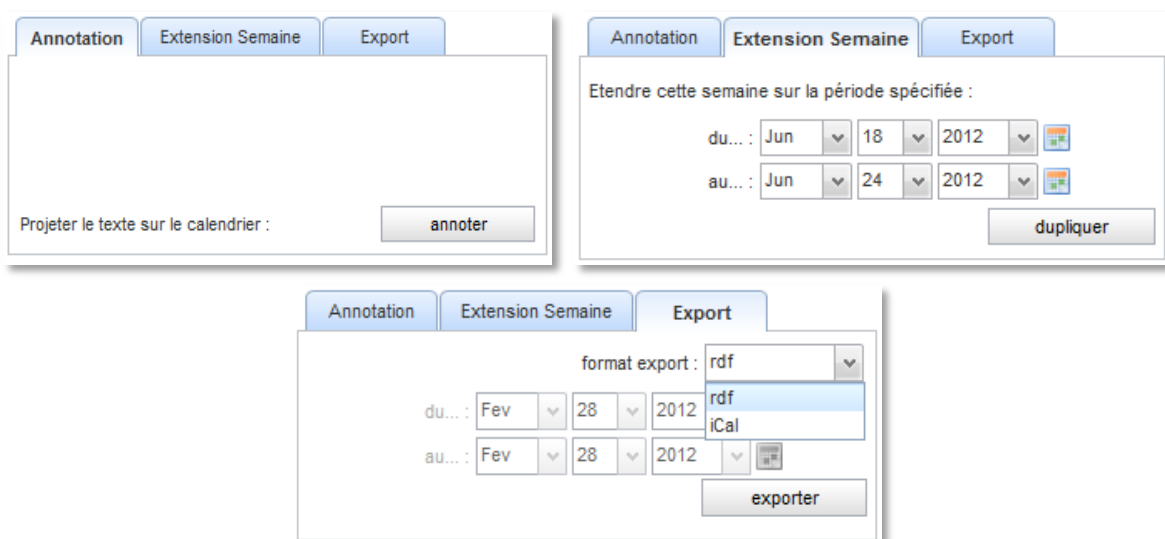 Annotation Extension Semaine Export
Projeter le texte sur le calendrier : annoter
Annotation Extension Semaine Export
Etendre cette semaine sur la période spécifiée :
du... : Jun 18 2012
au... : Jun 24 2012
dupliquer
Annotation Extension Semaine Export
format export : rdf
rdf
iCal
du... : Fev 28 2012
au... : Fev 28 2012
exporter